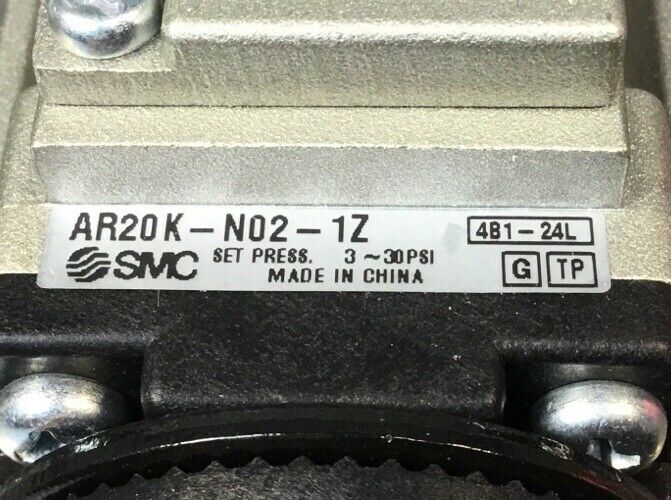 AR20K-N02-1Z 4B1-24L
SMC SET PRESS. 3~30PSI G TP
MADE IN CHINA